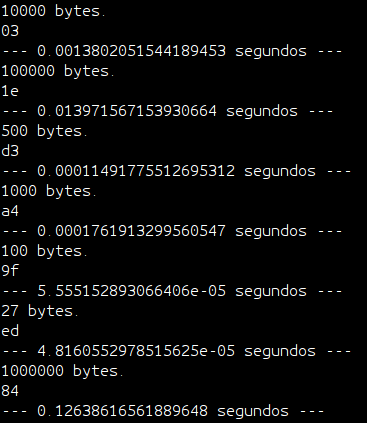 10000 bytes.
03
--- 0.0013802051544189453 segundos ---
100000 bytes.
1e
--- 0.013971567153930664 segundos ---
500 bytes.
d3
--- 0.00011491775512695312 segundos ---
1000 bytes.
a4
--- 0.0001761913299560547 segundos ---
100 bytes.
9f
--- 5.555152893066406e-05 segundos ---
27 bytes.
ed
--- 4.8160552978515625e-05 segundos ---
1000000 bytes.
84
--- 0.12638616561889648 segundos ---